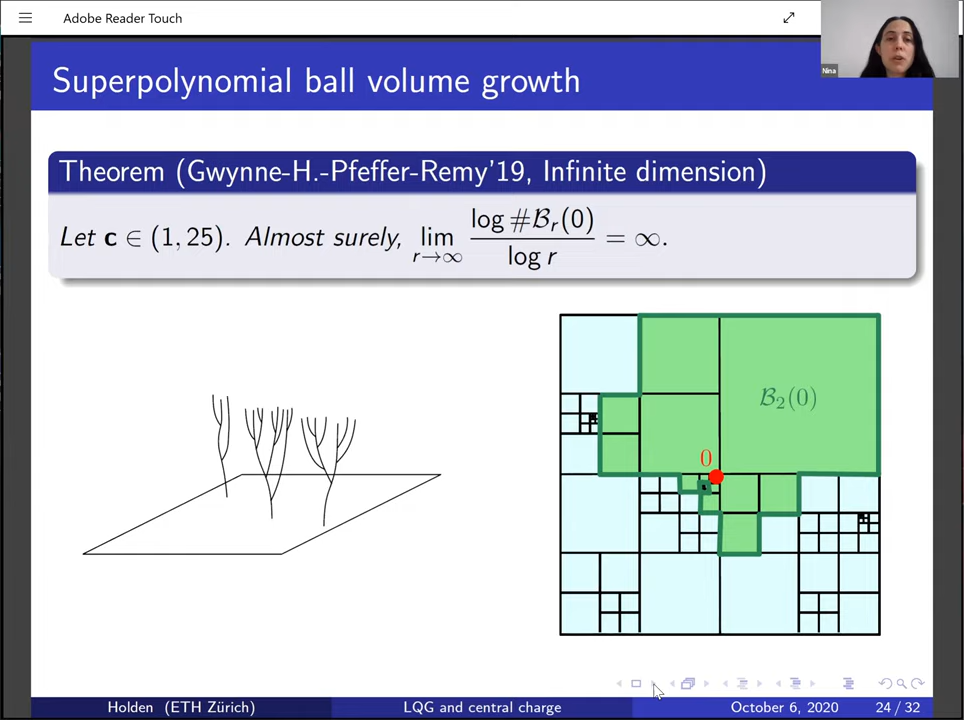 Adobe Reader Touch
Nina
Superpolynomial ball volume growth
Theorem (Gwynne-H.-Pfeffer-Remy'19, Infinite dimension)
Let c ∈ (1, 25). Almost surely, lim_{r→∞} log #𝓑_r(0) / log r = ∞.
𝓑_2(0)
0
Holden (ETH Zürich)
LQG and central charge
October 6, 2020
24 / 32